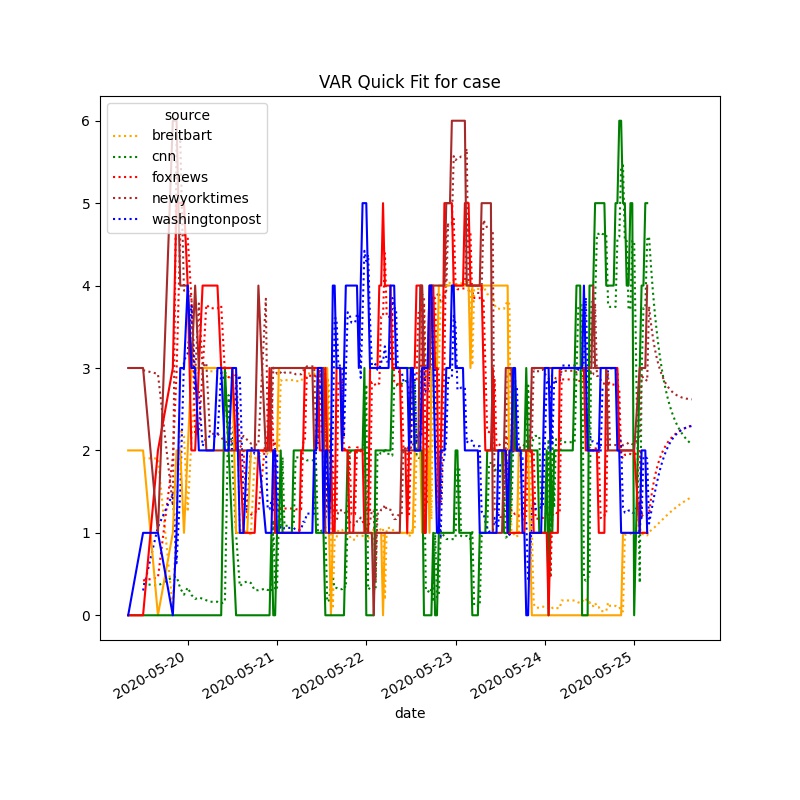 VAR Quick Fit for case
source
breitbart
cnn
foxnews
newyorktimes
washingtonpost
6
5
4
3
2
1
0
2020-05-20
2020-05-21
2020-05-22
2020-05-23
2020-05-24
2020-05-25
date